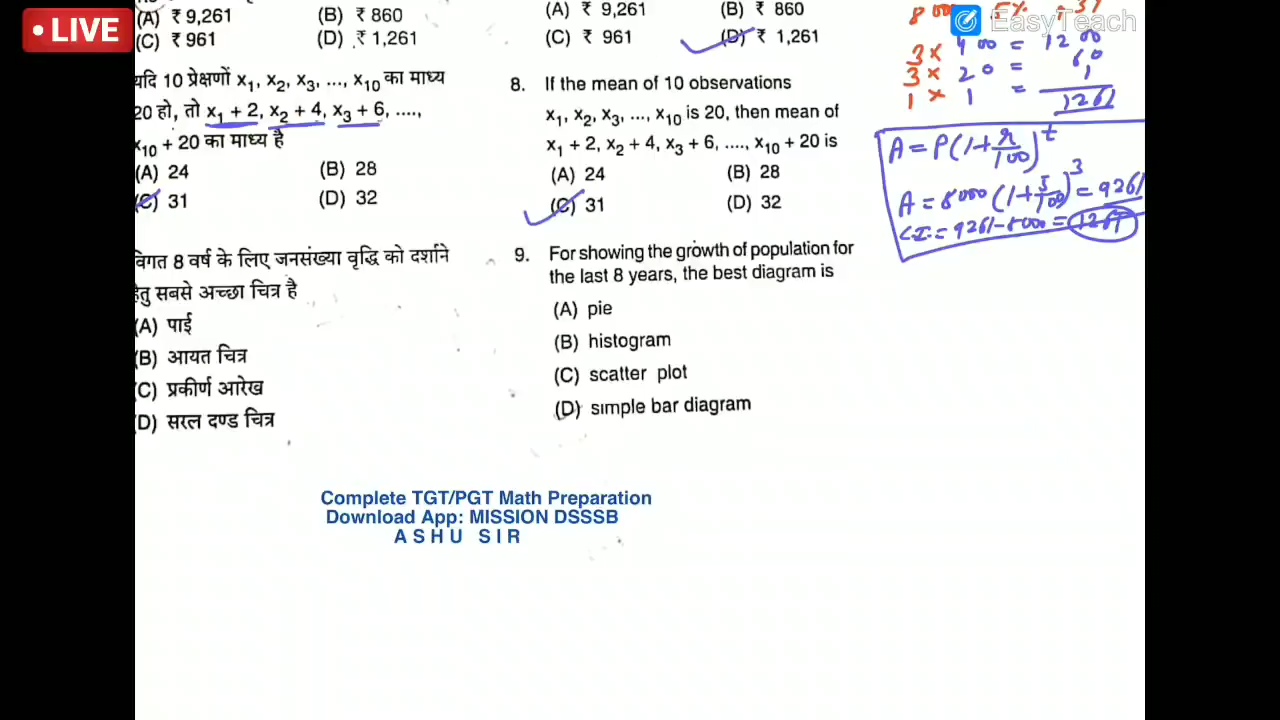 LIVE
EasyTeach
(A) ₹ 9,261 (B) ₹ 860
(C) ₹ 961 (D) ₹ 1,261
यदि 10 प्रेक्षणों x₁, x₂, x₃, ..., x₁₀ का माध्य
20 हो, तो x₁ + 2, x₂ + 4, x₃ + 6, ....,
x₁₀ + 20 का माध्य है
(A) 24 (B) 28
(C) 31 (D) 32
विगत 8 वर्ष के लिए जनसंख्या वृद्धि को दर्शाने
हेतु सबसे अच्छा चित्र है
(A) पाई
(B) आयत चित्र
(C) प्रकीर्ण आरेख
(D) सरल दण्ड चित्र
(A) ₹ 9,261 (B) ₹ 860
(C) ₹ 961 (D) ₹ 1,261
8. If the mean of 10 observations
x₁, x₂, x₃, ..., x₁₀ is 20, then mean of
x₁ + 2, x₂ + 4, x₃ + 6, ...., x₁₀ + 20 is
(A) 24 (B) 28
(C) 31 (D) 32
9. For showing the growth of population for
the last 8 years, the best diagram is
(A) pie
(B) histogram
(C) scatter plot
(D) simple bar diagram
8000 5%
3 × 400 = 1200
3 × 20 = 60
1 × 1 = 1
1261
A = P(1 + r/100)^t
A = 8000 (1 + 5/100)^3 = 9261
C.I. = 9261 - 8000 = 1261
Complete TGT/PGT Math Preparation
Download App: MISSION DSSSB
ASHU SIR